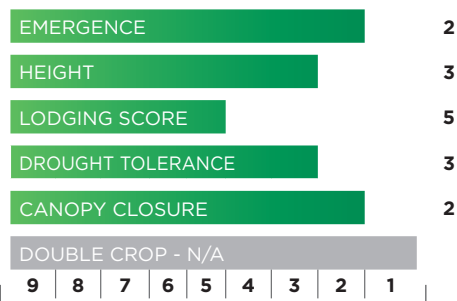 EMERGENCE 2
HEIGHT 3
LODGING SCORE 5
DROUGHT TOLERANCE 3
CANOPY CLOSURE 2
DOUBLE CROP - N/A
9 8 7 6 5 4 3 2 1